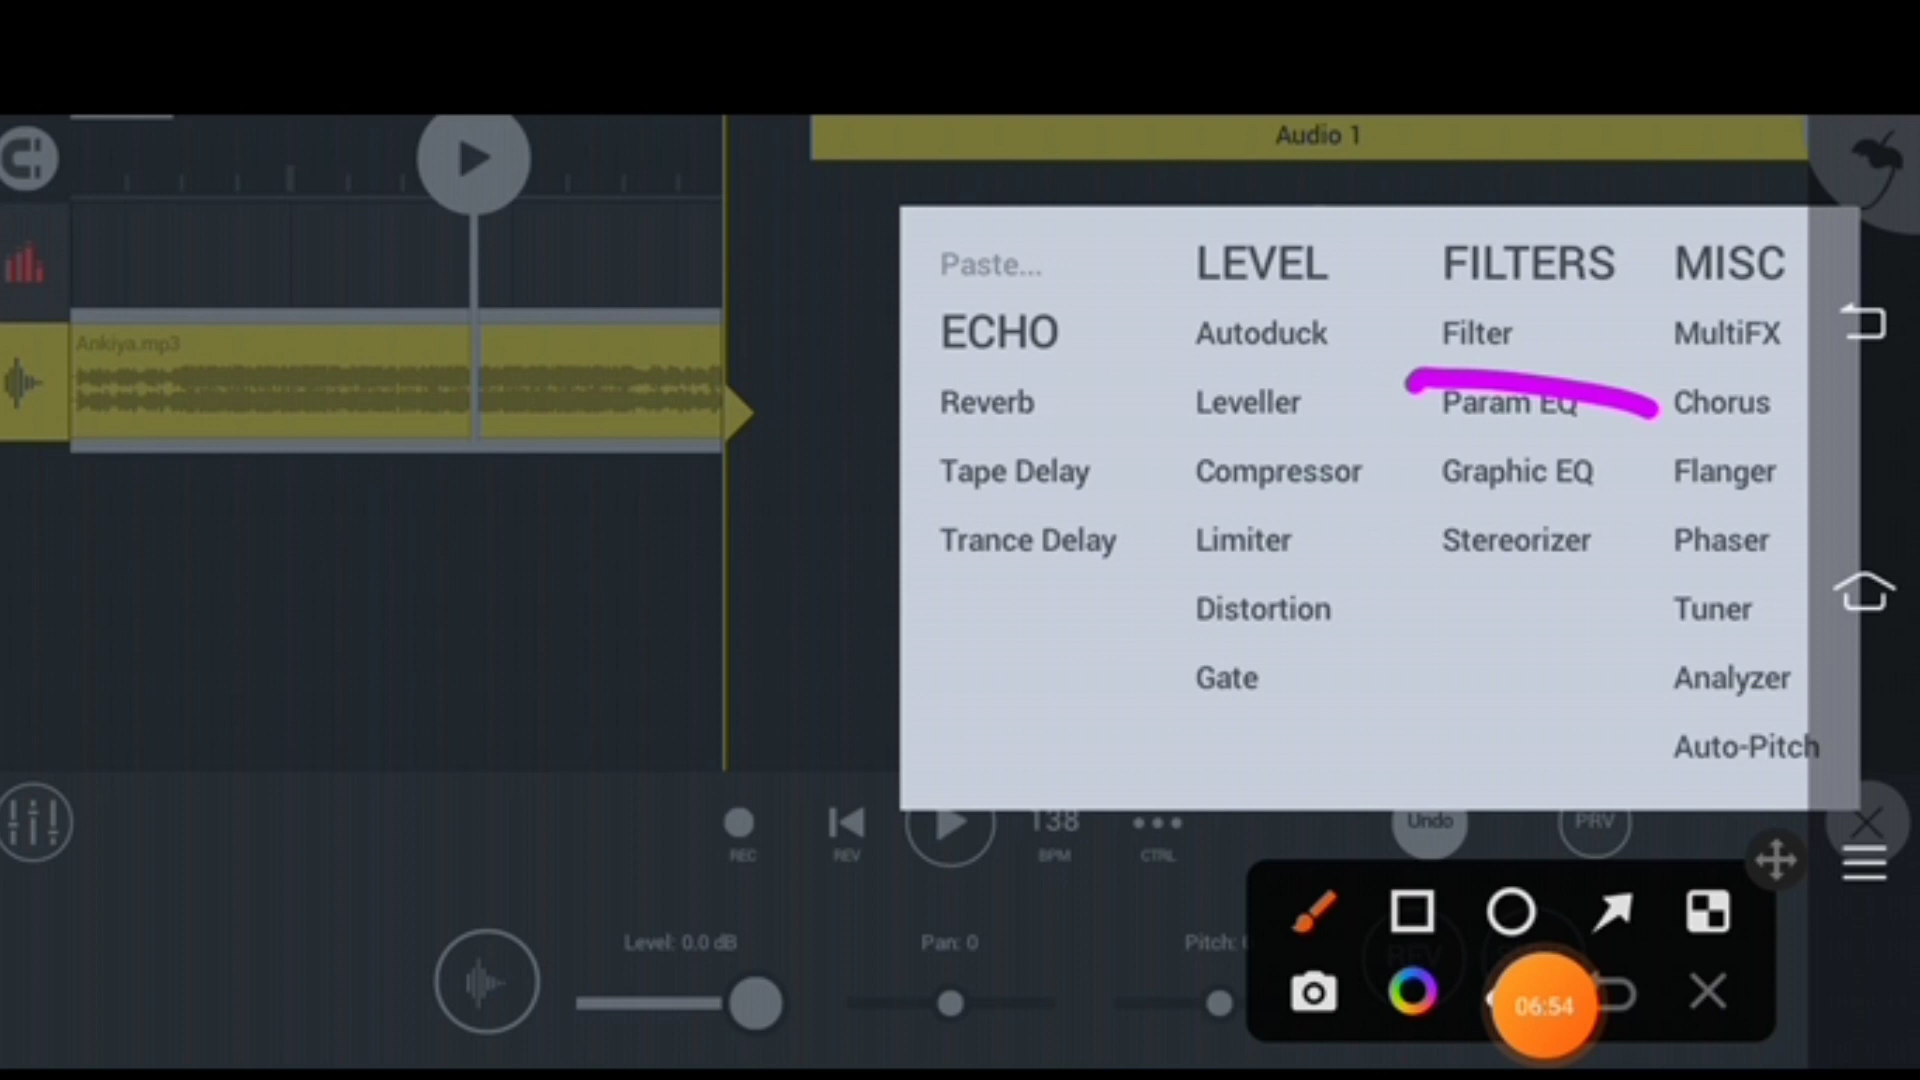 Audio 1
Ankiya.mp3
Paste...
ECHO
Reverb
Tape Delay
Trance Delay
LEVEL
Autoduck
Leveller
Compressor
Limiter
Distortion
Gate
FILTERS
Filter
Param EQ
Graphic EQ
Stereorizer
MISC
MultiFX
Chorus
Flanger
Phaser
Tuner
Analyzer
Auto-Pitch
REC
REV
138
BPM
CTRL
Undo
PRV
Level: 0.0 dB
Pan: 0
Pitch:
06:54